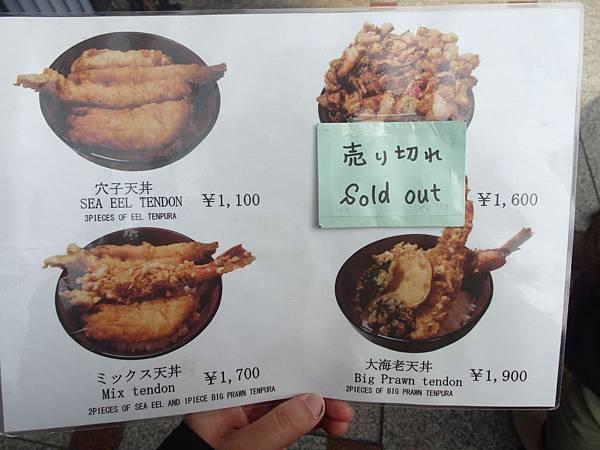 穴子天丼
SEA EEL TENDON
¥1,100
3PIECES OF EEL TENPURA
売り切れ
Sold out
¥1,600
ミックス天丼
Mix tendon
¥1,700
2PIECES OF SEA EEL AND 1PIECE BIG PRAWN TENPURA
大海老天丼
Big Prawn tendon
¥1,900
2PIECES OF BIG PRAWN TENPURA